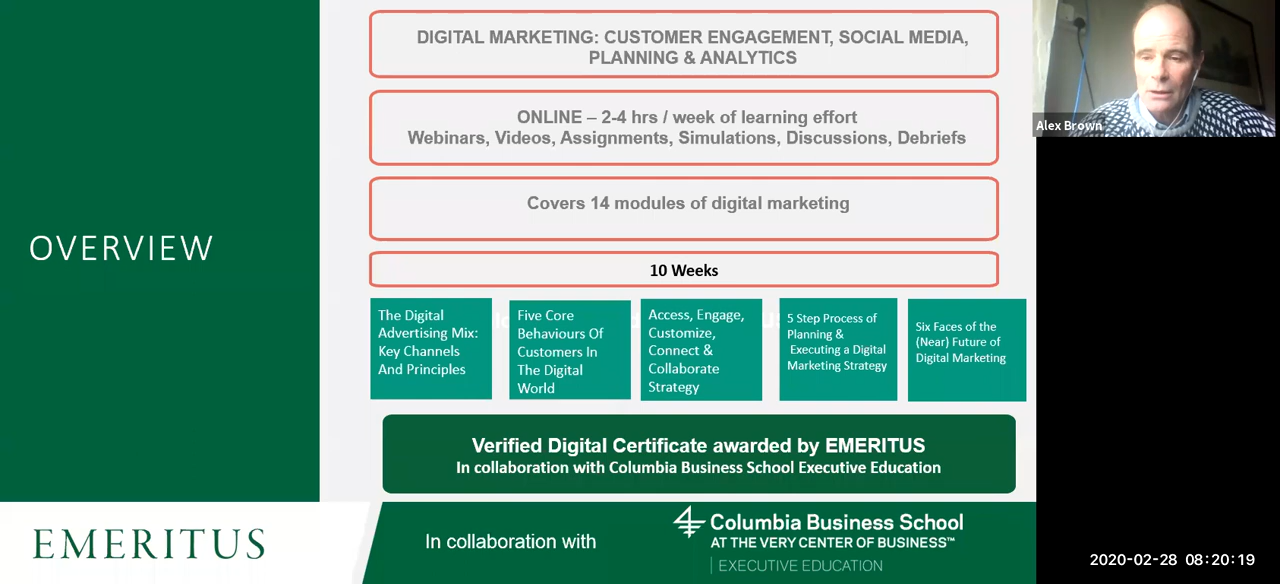 DIGITAL MARKETING: CUSTOMER ENGAGEMENT, SOCIAL MEDIA,
PLANNING & ANALYTICS
ONLINE – 2-4 hrs / week of learning effort
Webinars, Videos, Assignments, Simulations, Discussions, Debriefs
Covers 14 modules of digital marketing
10 Weeks
OVERVIEW
The Digital
Advertising Mix:
Key Channels
And Principles
Five Core
Behaviours Of
Customers In
The Digital
World
Access, Engage,
Customize,
Connect &
Collaborate
Strategy
5 Step Process of
Planning &
Executing a Digital
Marketing Strategy
Six Faces of the
(Near) Future of
Digital Marketing
Verified Digital Certificate awarded by EMERITUS
In collaboration with Columbia Business School Executive Education
EMERITUS
In collaboration with
Columbia Business School
AT THE VERY CENTER OF BUSINESS™
EXECUTIVE EDUCATION
Alex Brown
2020-02-28 08:20:19